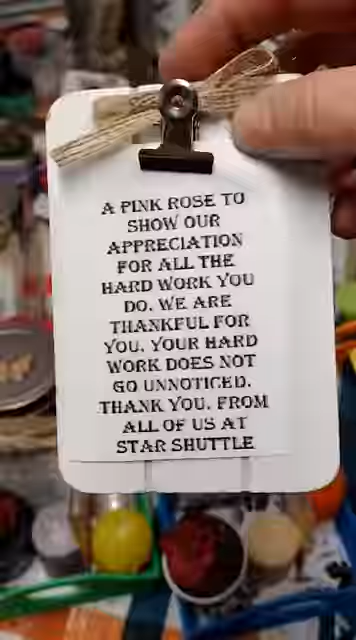 A PINK ROSE TO
SHOW OUR
APPRECIATION
FOR ALL THE
HARD WORK YOU
DO. WE ARE
THANKFUL FOR
YOU. YOUR HARD
WORK DOES NOT
GO UNNOTICED.
THANK YOU. FROM
ALL OF US AT
STAR SHUTTLE